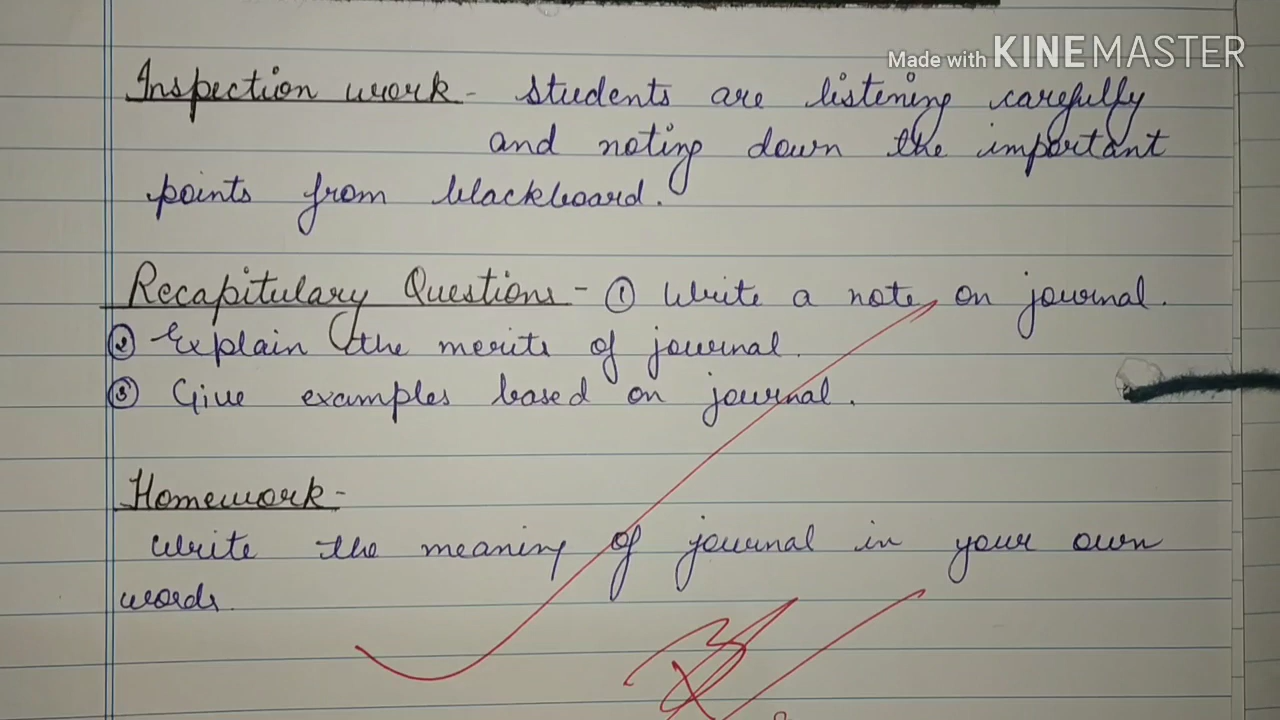 Made with KINEMASTER
Inspection work - students are listening carefully
and noting down the important
points from blackboard.
Recapitulary Questions - ① Write a note on journal.
② Explain the merits of journal.
③ Give examples based on journal.
Homework -
Write the meaning of journal in your own
words.